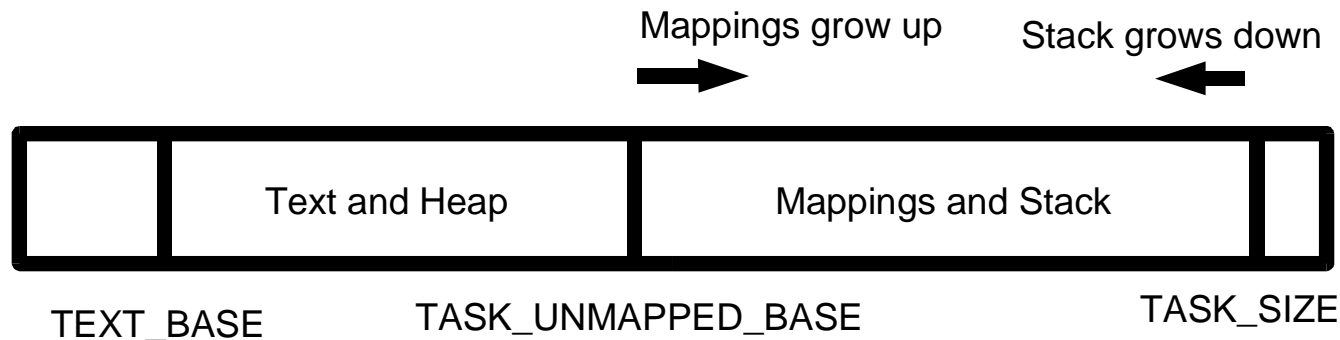 Mappings grow up
Stack grows down
Text and Heap
Mappings and Stack
TEXT_BASE
TASK_UNMAPPED_BASE
TASK_SIZE